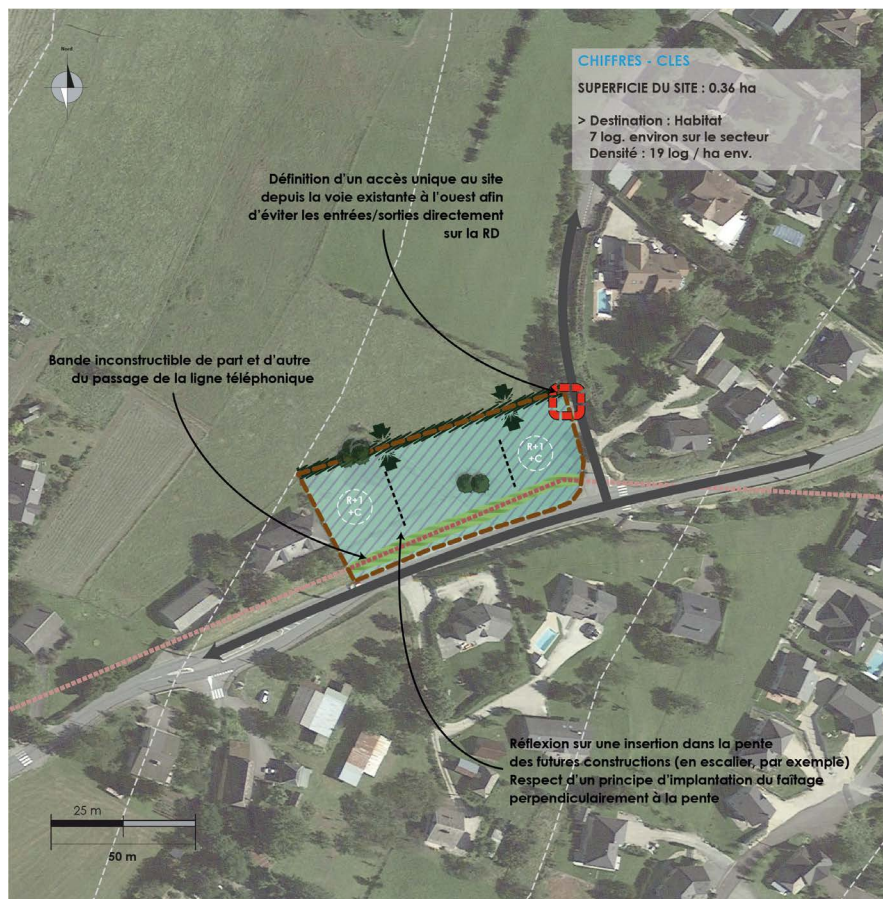 Nord
CHIFFRES - CLES
SUPERFICIE DU SITE : 0.36 ha
> Destination : Habitat
7 log. environ sur le secteur
Densité : 19 log / ha env.
Définition d'un accès unique au site
depuis la voie existante à l'ouest afin
d'éviter les entrées/sorties directement
sur la RD
Bande inconstructible de part et d'autre
du passage de la ligne téléphonique
R+1
+C
R+1
+C
Réflexion sur une insertion dans la pente
des futures constructions (en escalier, par exemple)
Respect d'un principe d'implantation du faîtage
perpendiculairement à la pente
25 m
50 m